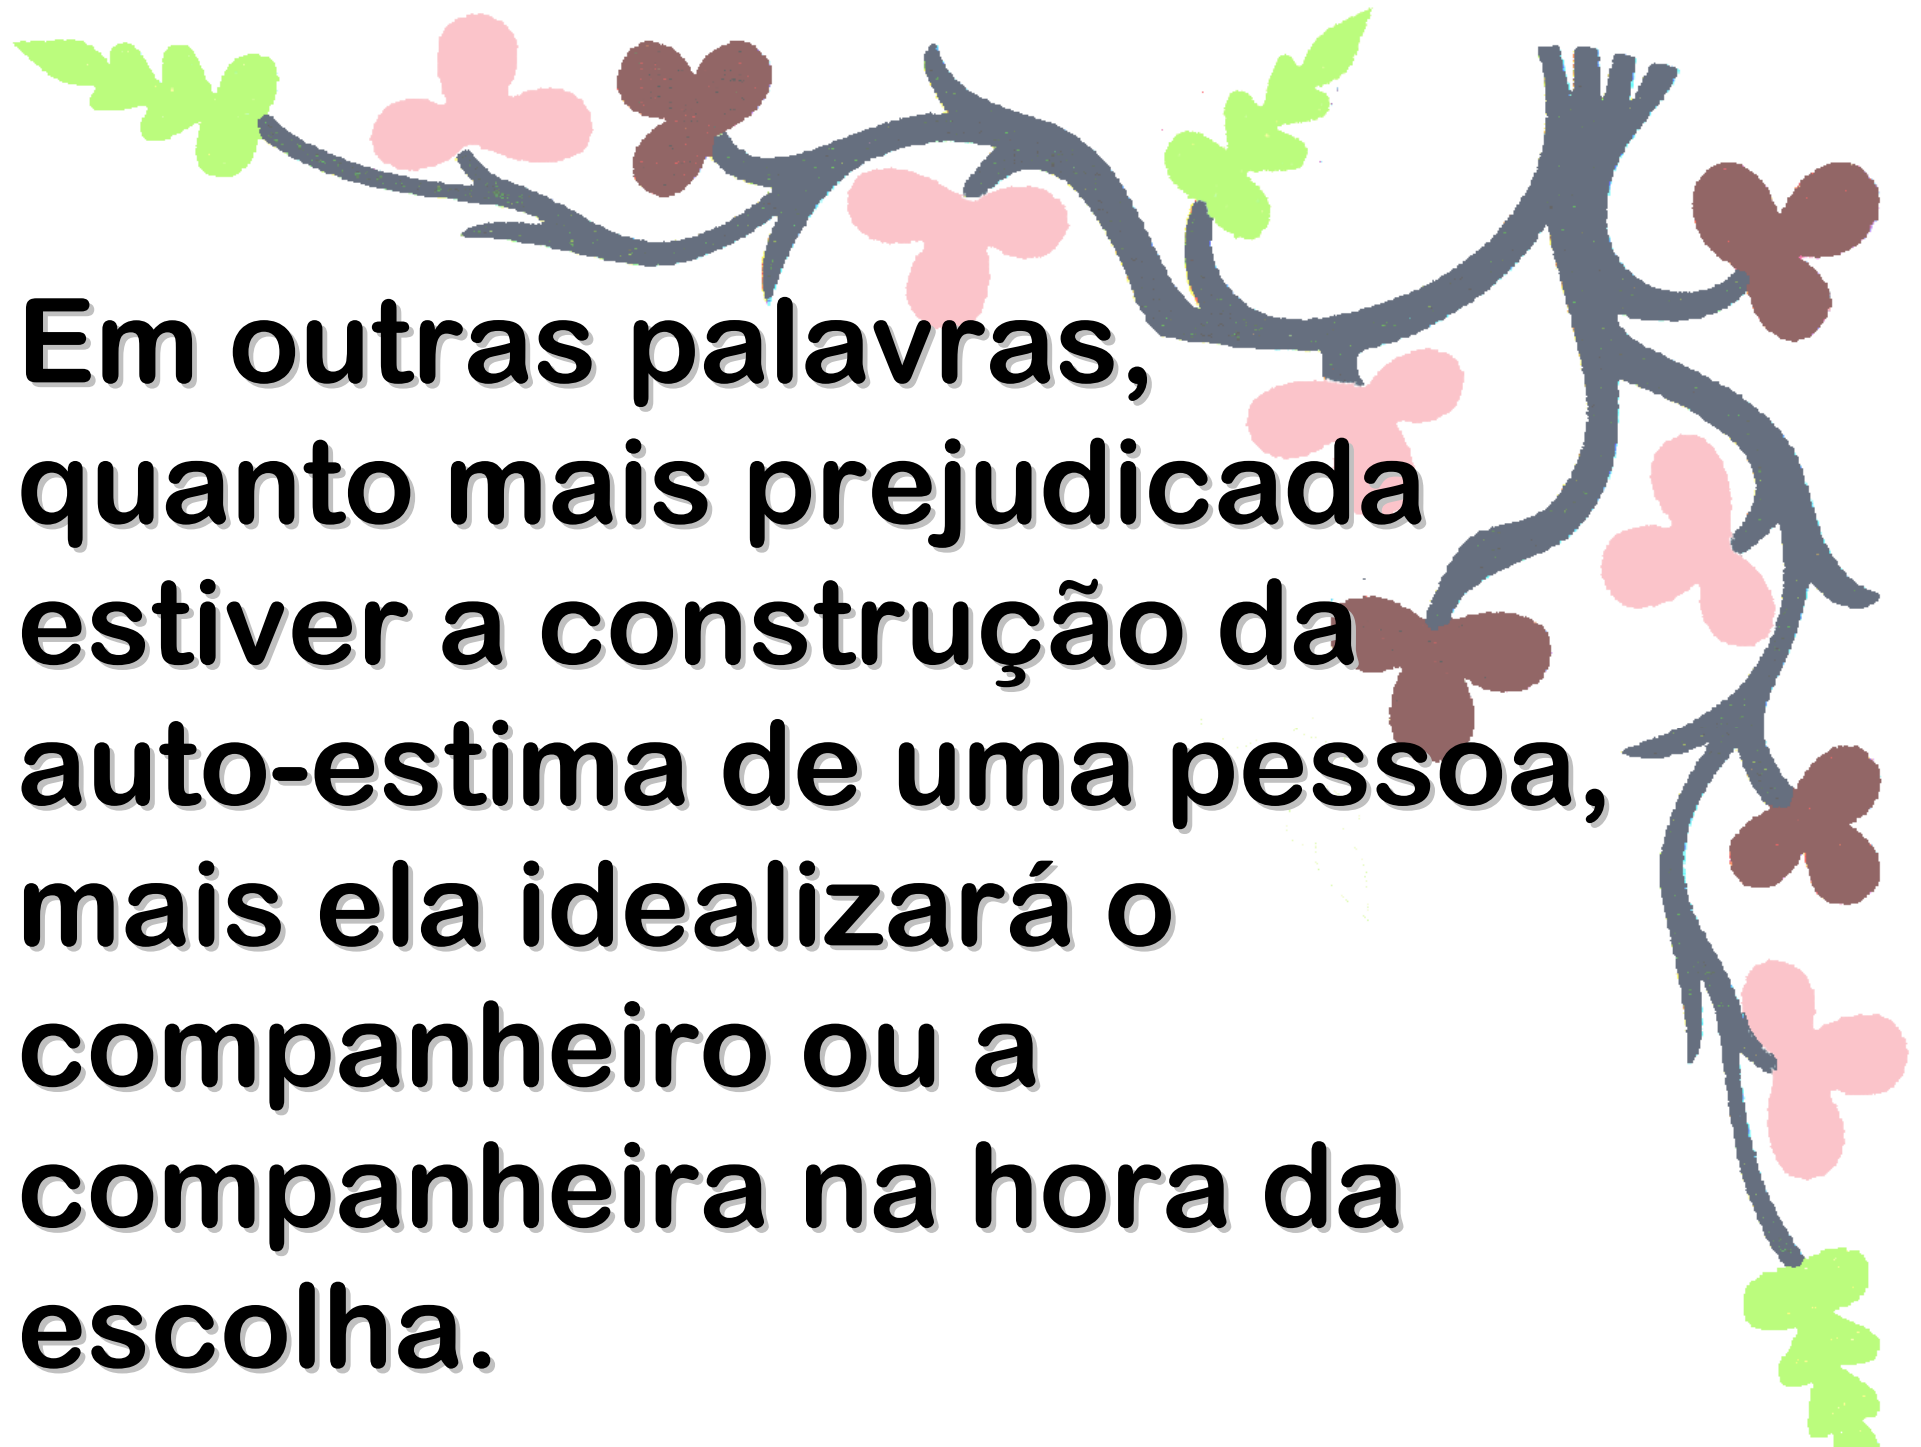 Em outras palavras,
quanto mais prejudicada
estiver a construção da
auto-estima de uma pessoa,
mais ela idealizará o
companheiro ou a
companheira na hora da
escolha.